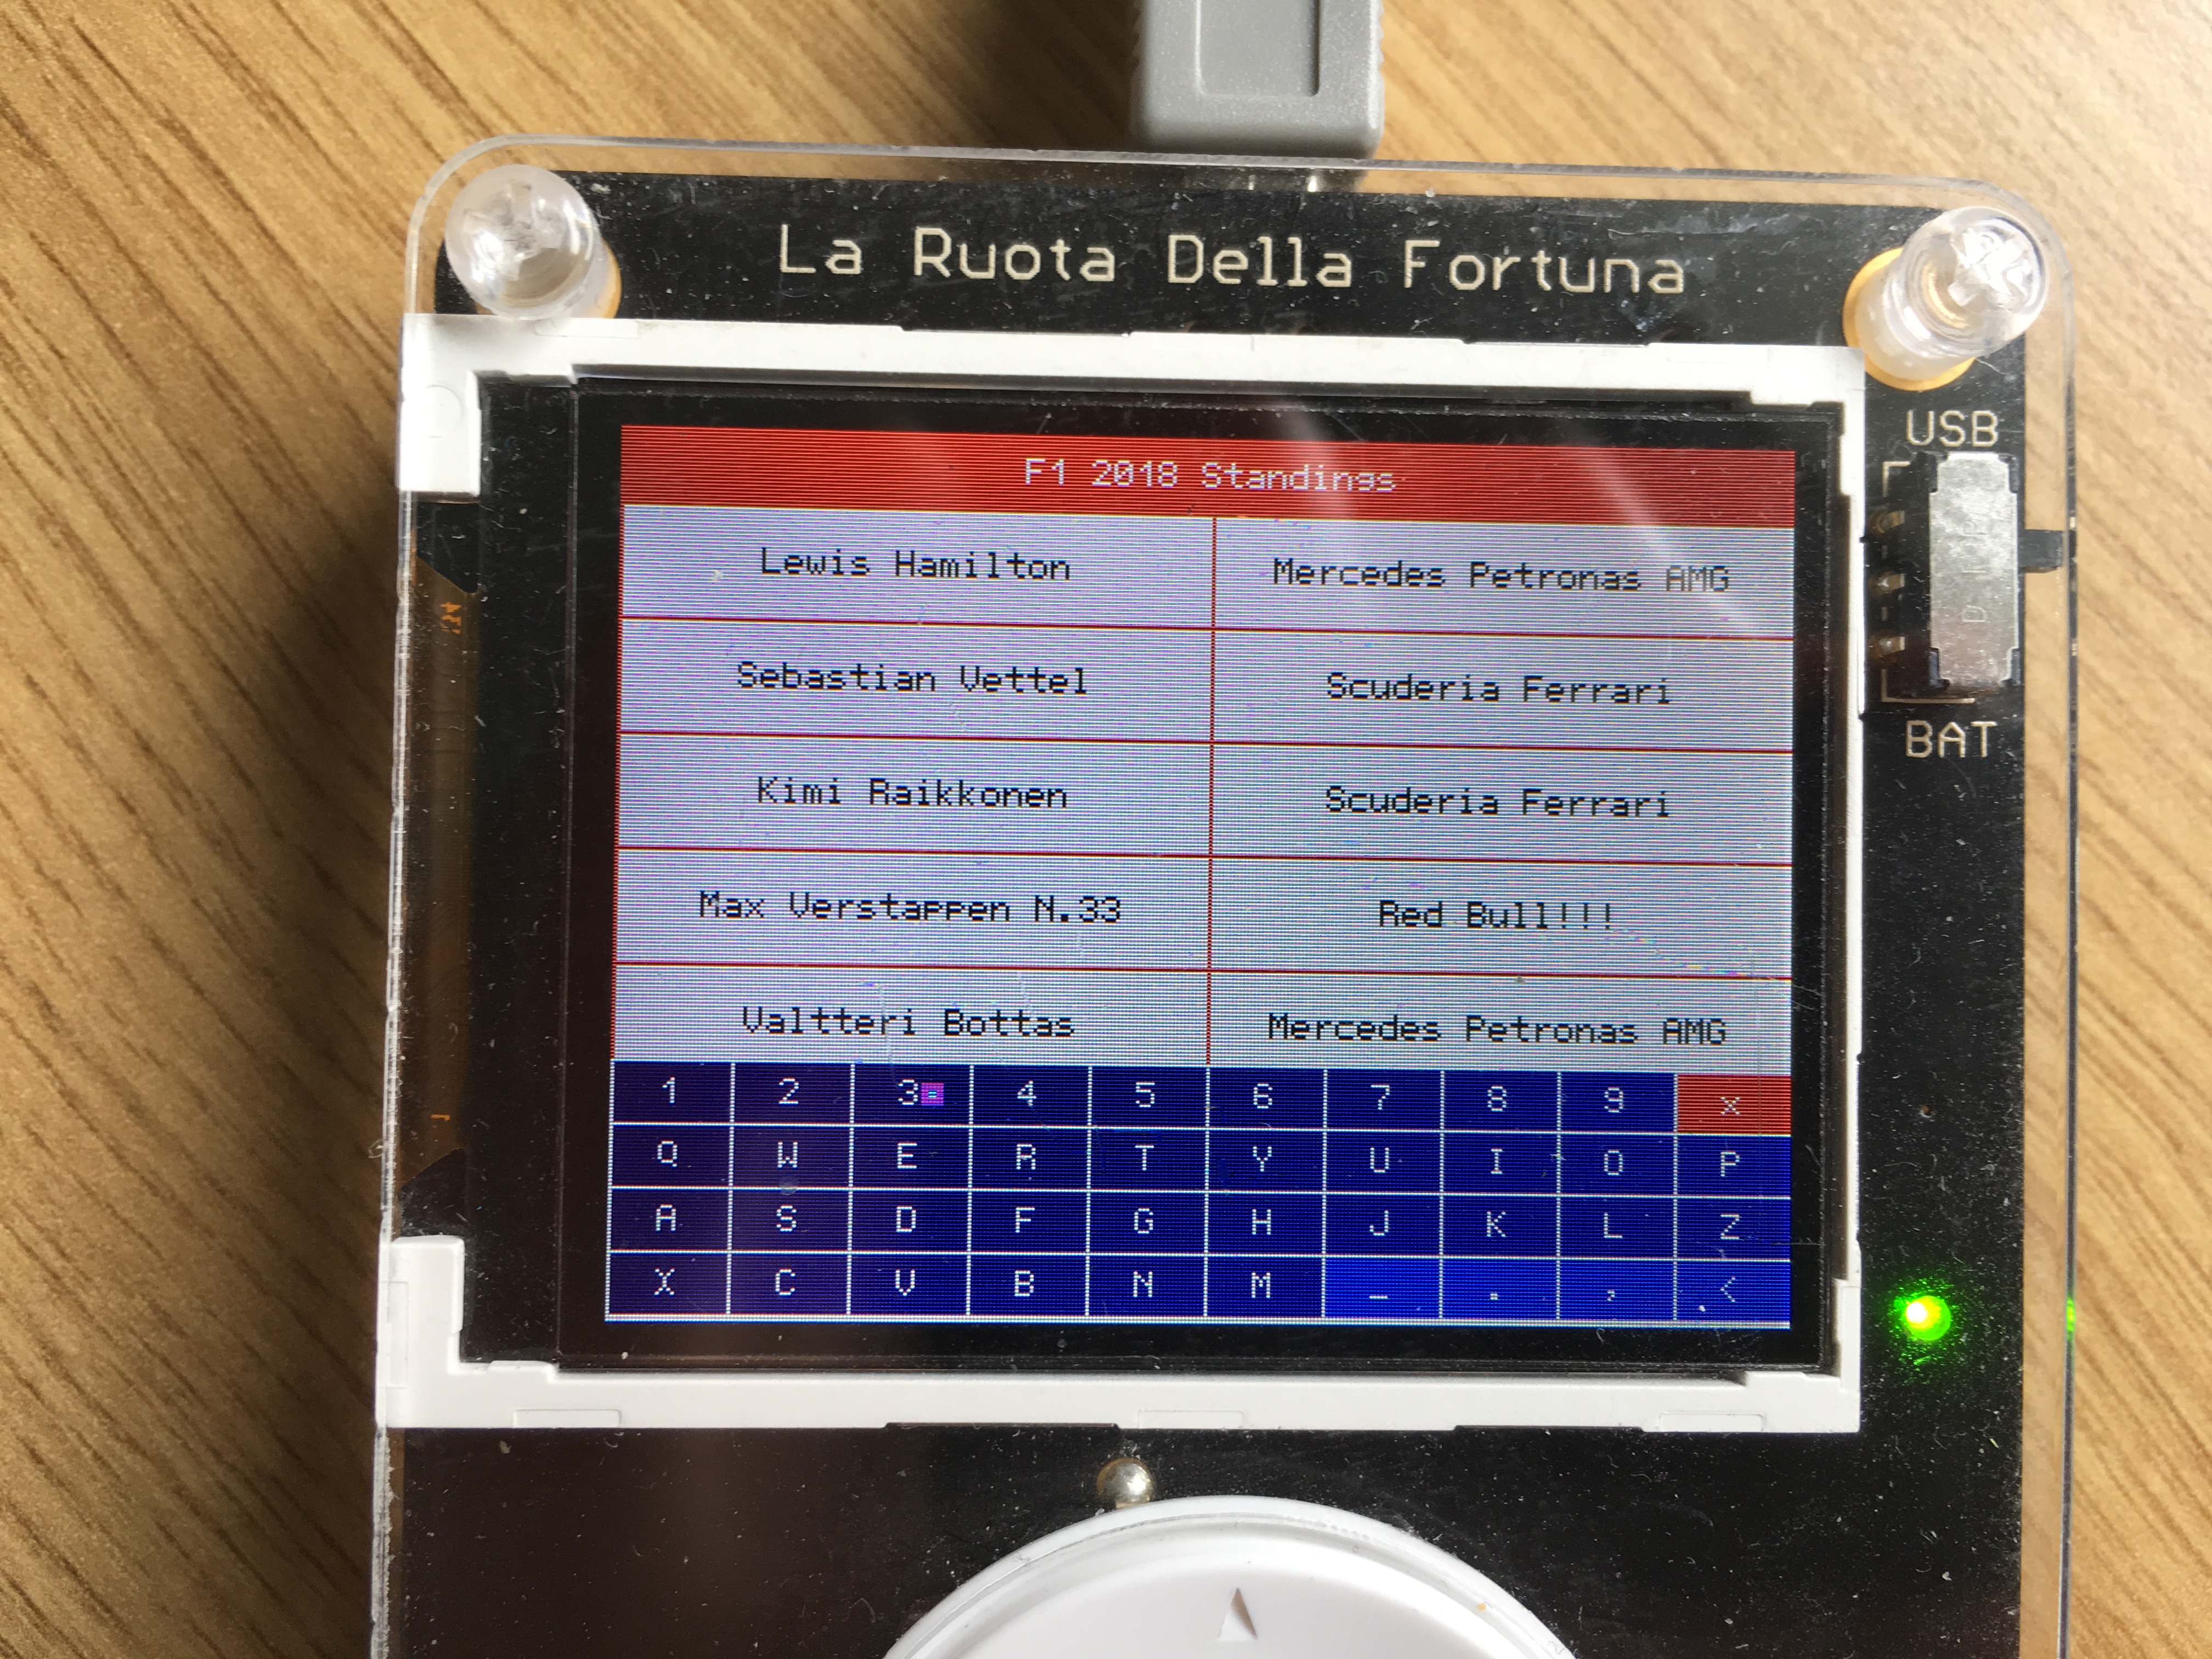 La Ruota Della Fortuna
USB
BAT
F1 2018 Standings
Lewis Hamilton Mercedes Petronas AMG
Sebastian Vettel Scuderia Ferrari
Kimi Raikkonen Scuderia Ferrari
Max Verstappen N.33 Red Bull!!!
Valtteri Bottas Mercedes Petronas AMG
1 2 3 4 5 6 7 8 9 x
Q W E R T Y U I O P
A S D F G H J K L Z
X C V B N M _ . , <